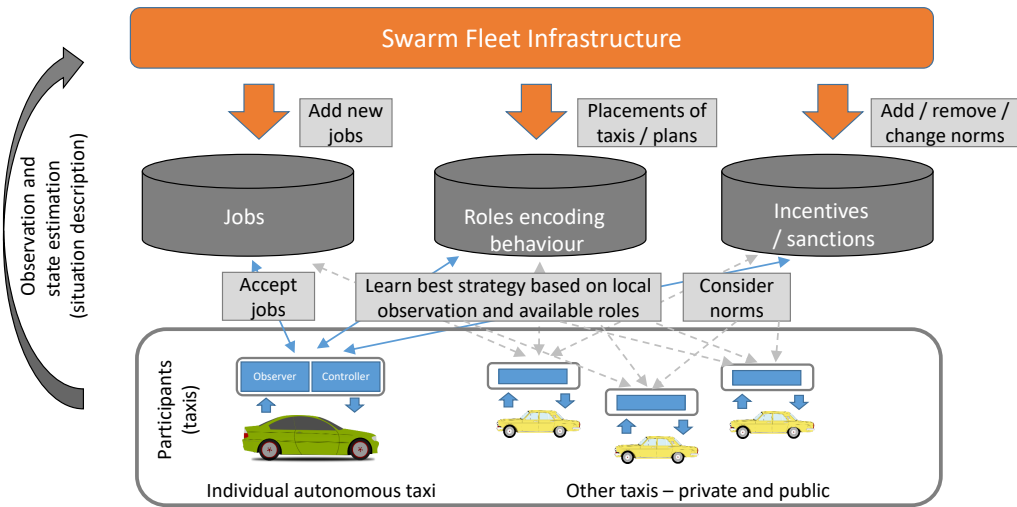 Swarm Fleet Infrastructure
Add new
jobs
Placements of
taxis / plans
Add / remove /
change norms
Observation and
state estimation
(situation description)
Jobs
Roles encoding
behaviour
Incentives
/ sanctions
Accept
jobs
Learn best strategy based on local
observation and available roles
Consider
norms
Participants
(taxis)
Observer
Controller
Individual autonomous taxi
Other taxis – private and public